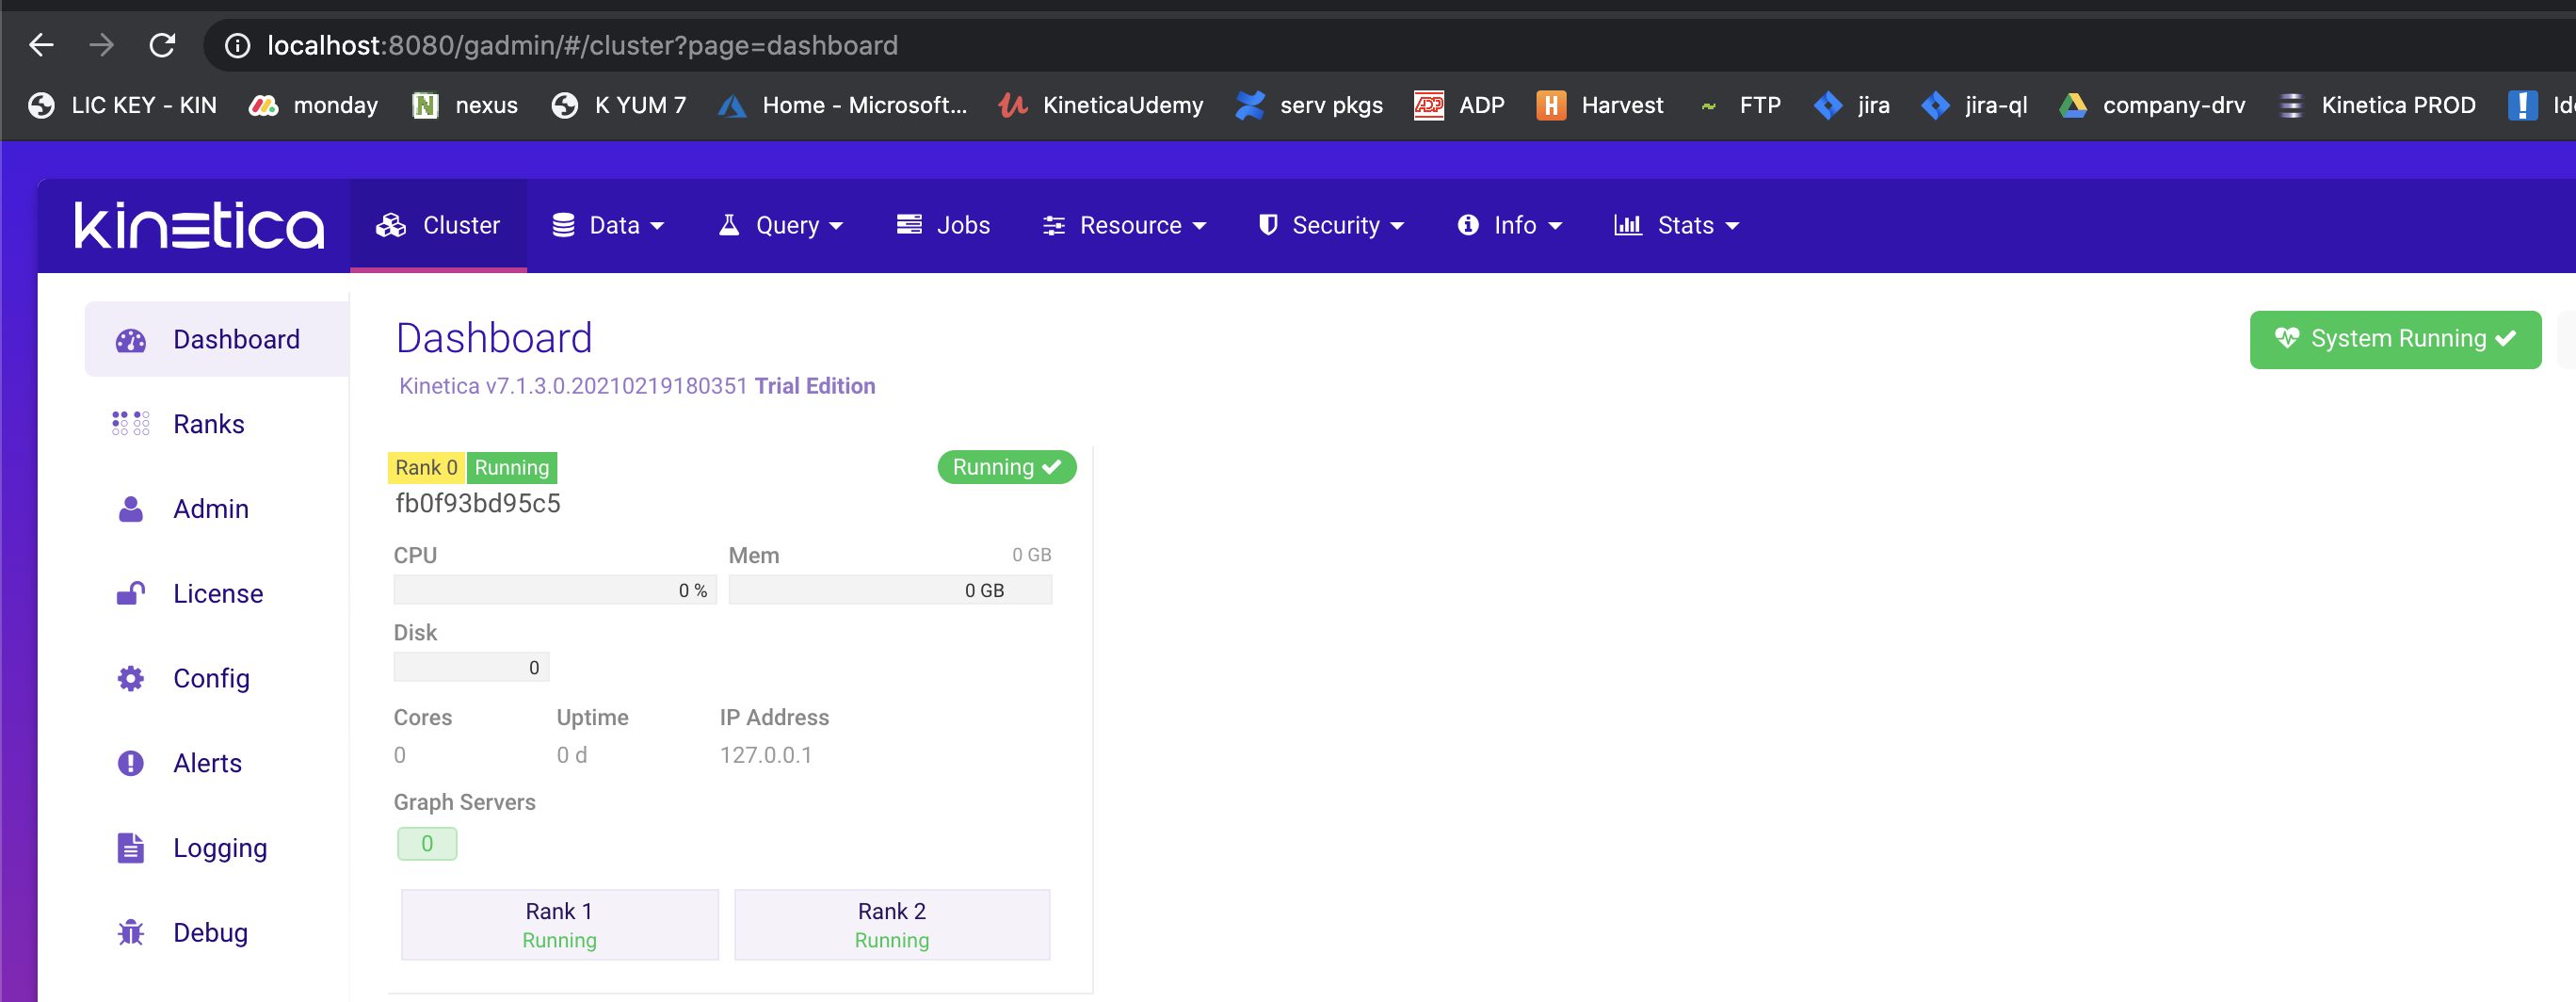 localhost:8080/gadmin/#/cluster?page=dashboard
LIC KEY - KIN monday nexus K YUM 7 Home - Microsoft... KineticaUdemy serv pkgs ADP Harvest FTP jira jira-ql company-drv Kinetica PROD
kinetica Cluster Data Query Jobs Resource Security Info Stats
Dashboard
Ranks
Admin
License
Config
Alerts
Logging
Debug
Dashboard
System Running
Kinetica v7.1.3.0.20210219180351 Trial Edition
Rank 0 Running
Running
fb0f93bd95c5
CPU Mem 0 GB
0 % 0 GB
Disk
0
Cores Uptime IP Address
0 0 d 127.0.0.1
Graph Servers
0
Rank 1 Rank 2
Running Running